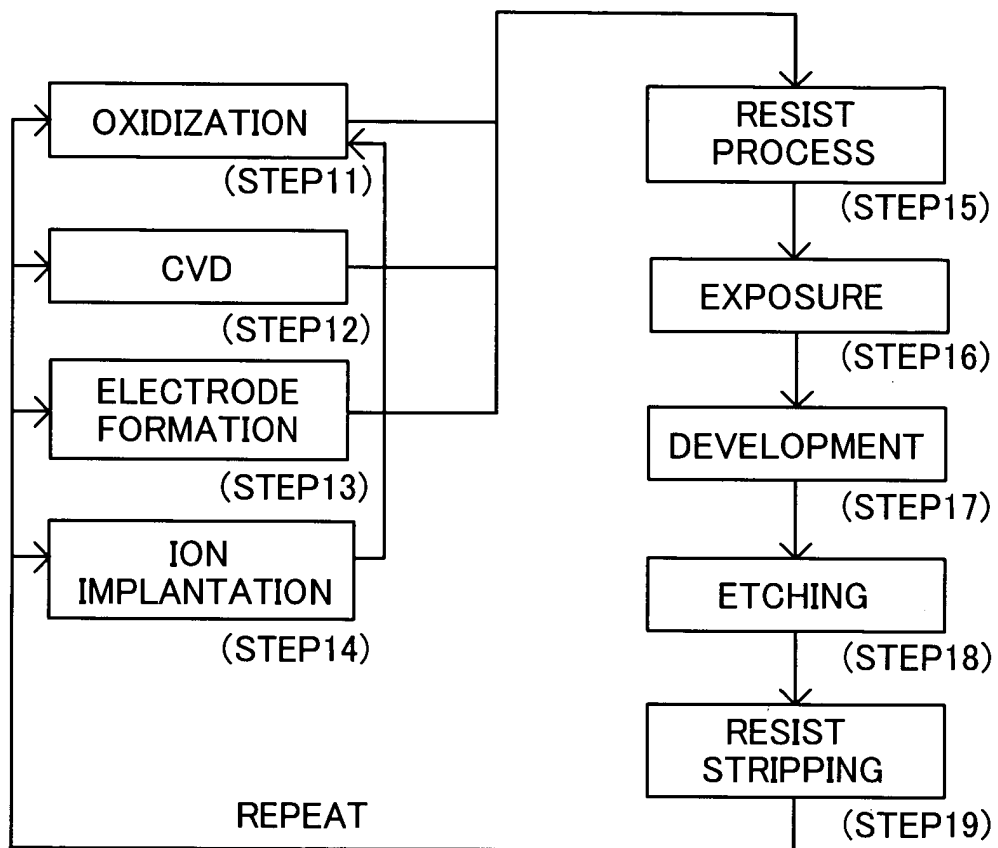 OXIDIZATION
(STEP11)
CVD
(STEP12)
ELECTRODE
FORMATION
(STEP13)
ION
IMPLANTATION
(STEP14)
REPEAT
RESIST
PROCESS
(STEP15)
EXPOSURE
(STEP16)
DEVELOPMENT
(STEP17)
ETCHING
(STEP18)
RESIST
STRIPPING
(STEP19)